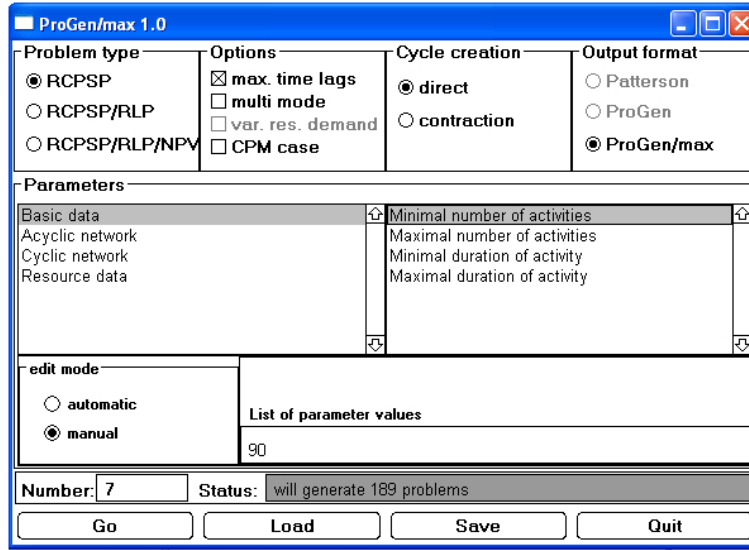 ProGen/max 1.0
Problem type
RCPSP
RCPSP/RLP
RCPSP/RLP/NPV
Options
max. time lags
multi mode
var. res. demand
CPM case
Cycle creation
direct
contraction
Output format
Patterson
ProGen
ProGen/max
Parameters
Basic data
Acyclic network
Cyclic network
Resource data
Minimal number of activities
Maximal number of activities
Minimal duration of activity
Maximal duration of activity
edit mode
automatic
manual
List of parameter values
90
Number: 7
Status: will generate 189 problems
Go Load Save Quit